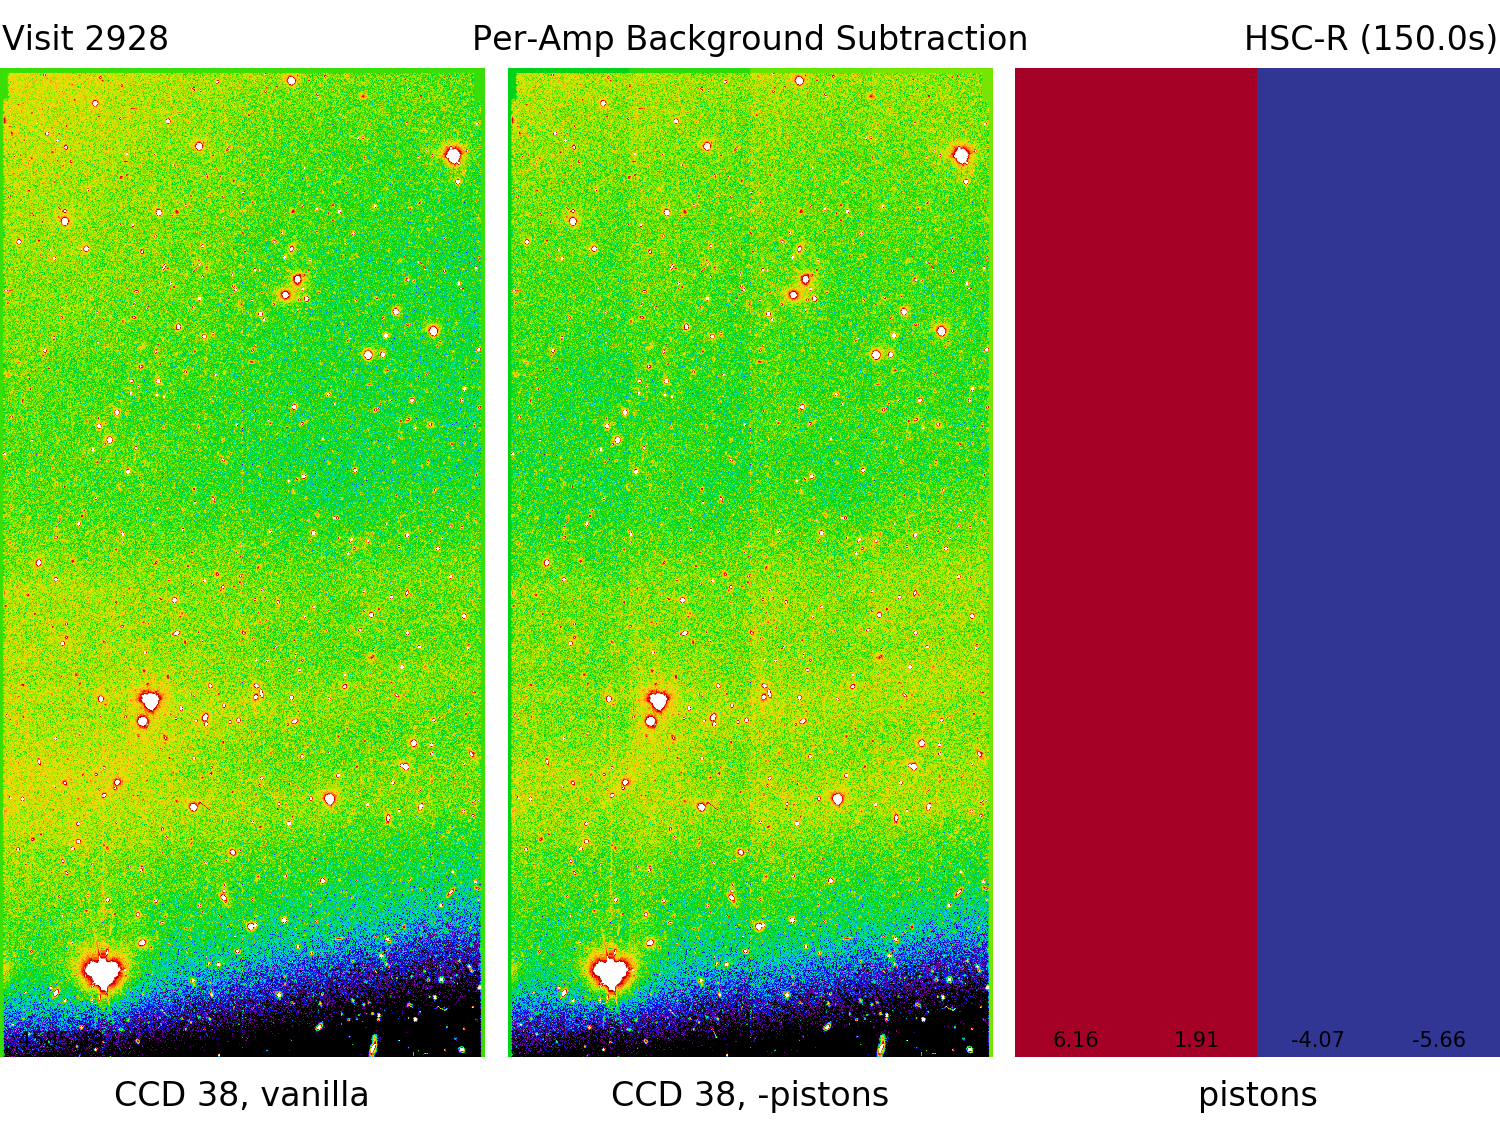 Visit 2928 Per-Amp Background Subtraction HSC-R (150.0s)
6.16 1.91 -4.07 -5.66
CCD 38, vanilla CCD 38, -pistons pistons